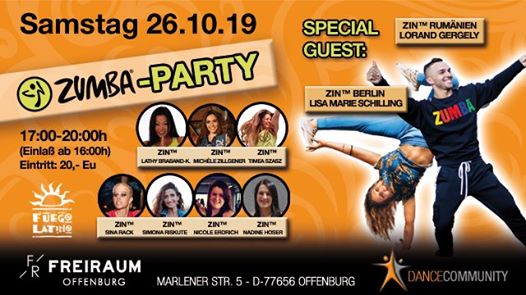 Samstag 26.10.19
ZUMBA®-PARTY
17:00-20:00h
(Einlaß ab 16:00h)
Eintritt: 20,- Eu
ZIN™
LATHY BRABAND-K.
ZIN™
MICHÈLE ZILLGENER
ZIN™
TIMEA SZASZ
ZIN™
SINA RACK
ZIN™
SIMONA RISKUTE
ZIN™
NICOLE ERDRICH
ZIN™
NADINE HOSER
SPECIAL
GUEST:
ZIN™ RUMÄNIEN
LORAND GERGELY
ZIN™ BERLIN
LISA MARIE SCHILLING
ZUMBA
FUEGO
LATINO
F/R FREIRAUM
OFFENBURG
MARLENER STR. 5 - D-77656 OFFENBURG
DANCECOMMUNITY